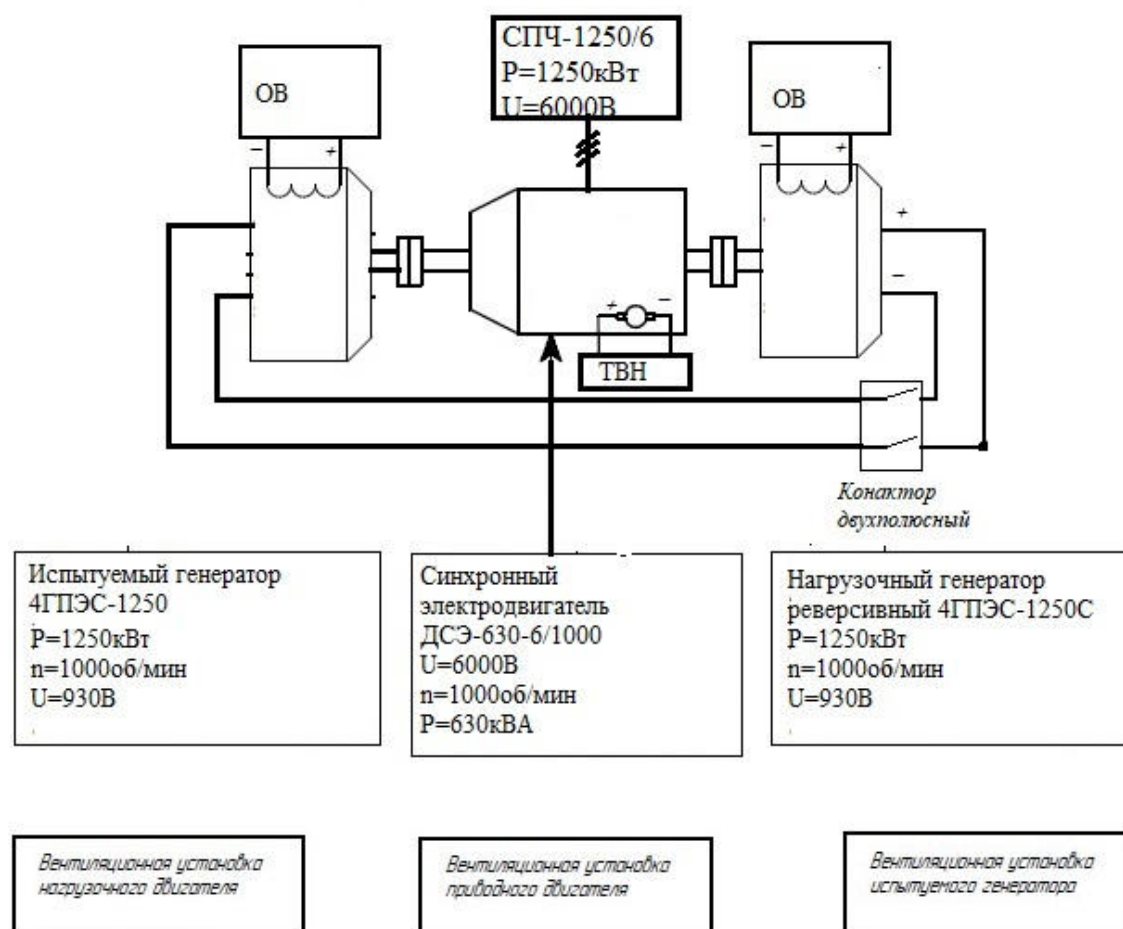 СПЧ-1250/6
Р=1250кВт
U=6000В
ОВ
ОВ
− +
− +
+
−
+ −
ТВН
Конактор
двухполюсный
Испытуемый генератор
4ГПЭС-1250
Р=1250кВт
n=1000об/мин
U=930В
Синхронный
электродвигатель
ДСЭ-630-6/1000
U=6000В
n=1000об/мин
Р=630кВА
Нагрузочный генератор
реверсивный 4ГПЭС-1250С
Р=1250кВт
n=1000об/мин
U=930В
Вентиляционная установка
нагрузочного двигателя
Вентиляционная установка
приводного двигателя
Вентиляционная установка
испытуемого генератора